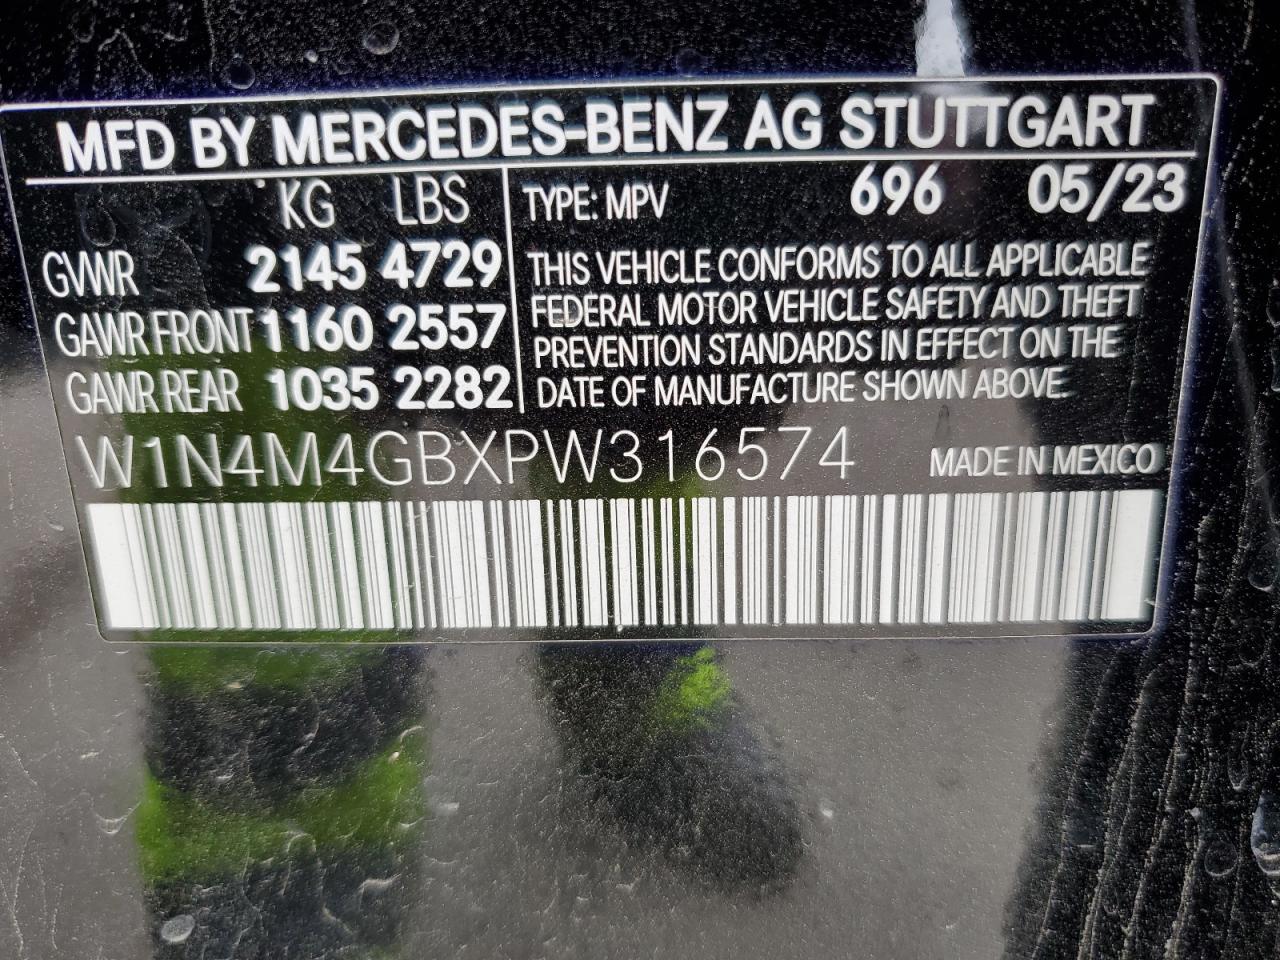 MFD BY MERCEDES-BENZ AG STUTTGART
KG LBS
GVWR 2145 4729
GAWR FRONT 1160 2557
GAWR REAR 1035 2282
TYPE: MPV 696 05/23
THIS VEHICLE CONFORMS TO ALL APPLICABLE
FEDERAL MOTOR VEHICLE SAFETY AND THEFT
PREVENTION STANDARDS IN EFFECT ON THE
DATE OF MANUFACTURE SHOWN ABOVE.
W1N4M4GBXPW316574 MADE IN MEXICO